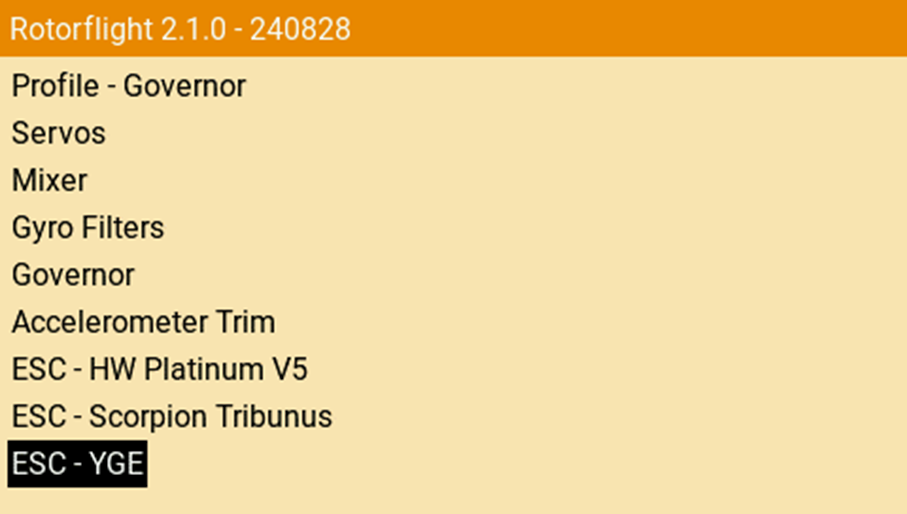 Rotorflight 2.1.0 - 240828
Profile - Governor
Servos
Mixer
Gyro Filters
Governor
Accelerometer Trim
ESC - HW Platinum V5
ESC - Scorpion Tribunus
ESC - YGE